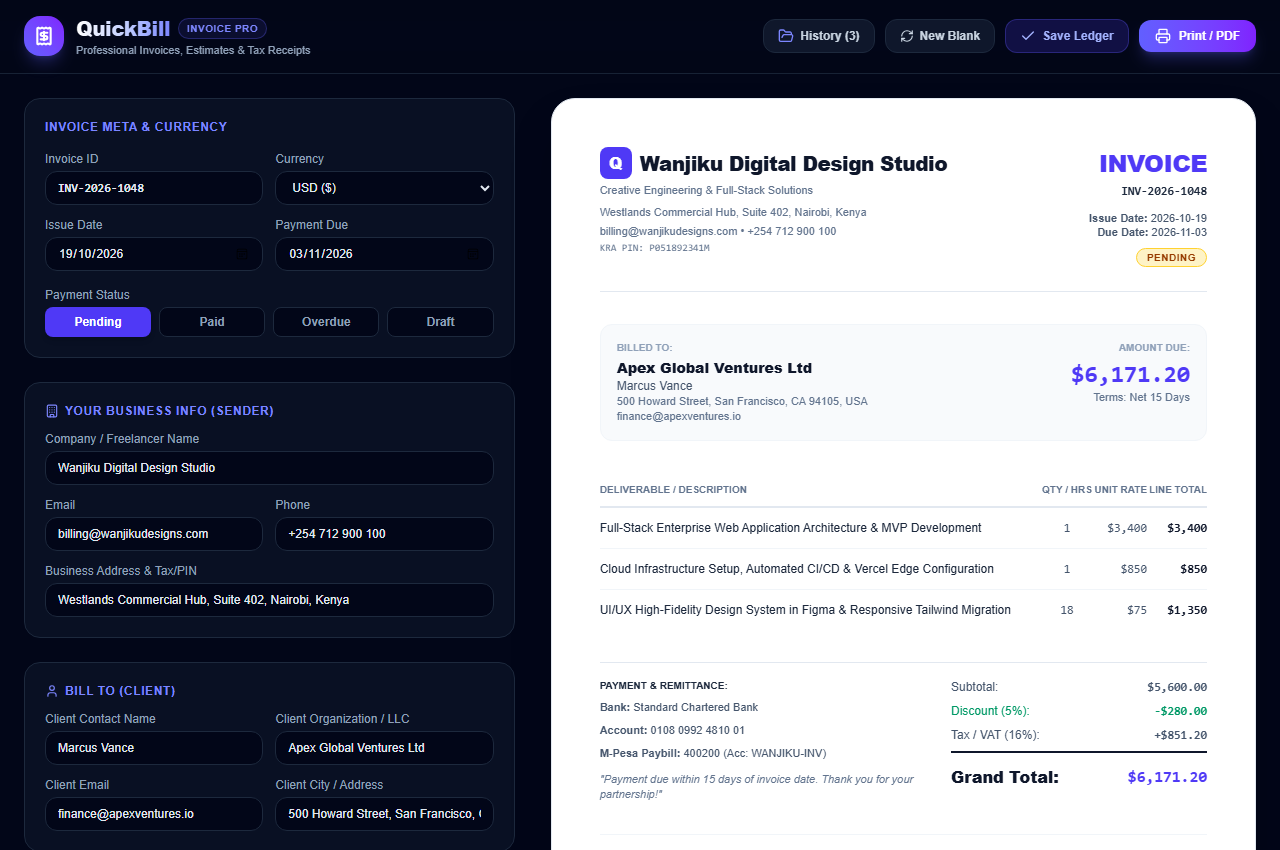 QuickBill INVOICE PRO
Professional Invoices, Estimates & Tax Receipts
History (3) New Blank Save Ledger Print / PDF
INVOICE META & CURRENCY
Invoice ID Currency
INV-2026-1048 USD ($)
Issue Date Payment Due
19/10/2026 03/11/2026
Payment Status
Pending Paid Overdue Draft
YOUR BUSINESS INFO (SENDER)
Company / Freelancer Name
Wanjiku Digital Design Studio
Email Phone
billing@wanjikudesigns.com +254 712 900 100
Business Address & Tax/PIN
Westlands Commercial Hub, Suite 402, Nairobi, Kenya
BILL TO (CLIENT)
Client Contact Name Client Organization / LLC
Marcus Vance Apex Global Ventures Ltd
Client Email Client City / Address
finance@apexventures.io 500 Howard Street, San Francisco,
Q Wanjiku Digital Design Studio INVOICE
Creative Engineering & Full-Stack Solutions INV-2026-1048
Westlands Commercial Hub, Suite 402, Nairobi, Kenya Issue Date: 2026-10-19
billing@wanjikudesigns.com • +254 712 900 100 Due Date: 2026-11-03
KRA PIN: P051892341M PENDING
BILLED TO: AMOUNT DUE:
Apex Global Ventures Ltd $6,171.20
Marcus Vance
500 Howard Street, San Francisco, CA 94105, USA Terms: Net 15 Days
finance@apexventures.io
DELIVERABLE / DESCRIPTION QTY / HRS UNIT RATE LINE TOTAL
Full-Stack Enterprise Web Application Architecture & MVP Development 1 $3,400 $3,400
Cloud Infrastructure Setup, Automated CI/CD & Vercel Edge Configuration 1 $850 $850
UI/UX High-Fidelity Design System in Figma & Responsive Tailwind Migration 18 $75 $1,350
PAYMENT & REMITTANCE: Subtotal: $5,600.00
Bank: Standard Chartered Bank Discount (5%): -$280.00
Account: 0108 0992 4810 01 Tax / VAT (16%): +$851.20
M-Pesa Paybill: 400200 (Acc: WANJIKU-INV)
"Payment due within 15 days of invoice date. Thank you for your Grand Total: $6,171.20
partnership!"